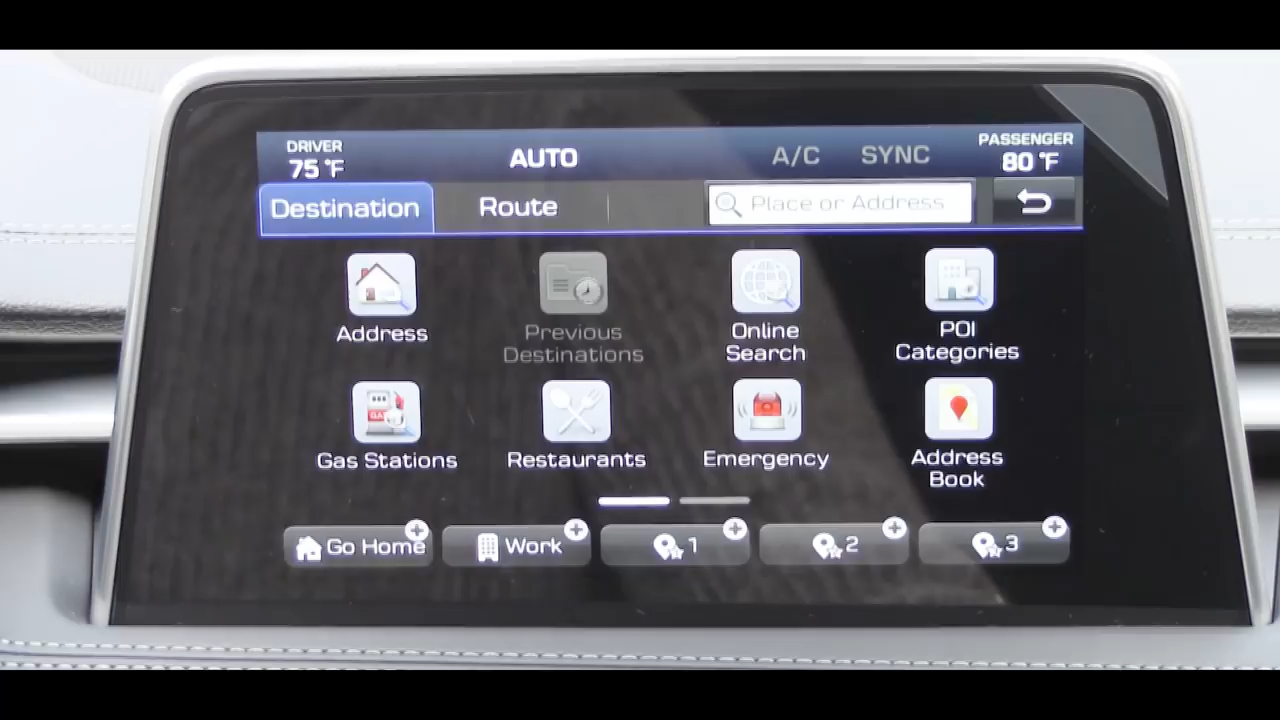 DRIVER
75 °F
AUTO
A/C
SYNC
PASSENGER
80 °F
Destination
Route
Place or Address
Address
Previous
Destinations
Online
Search
POI
Categories
GAS
Gas Stations
Restaurants
Emergency
Address
Book
Go Home
Work
1
2
3